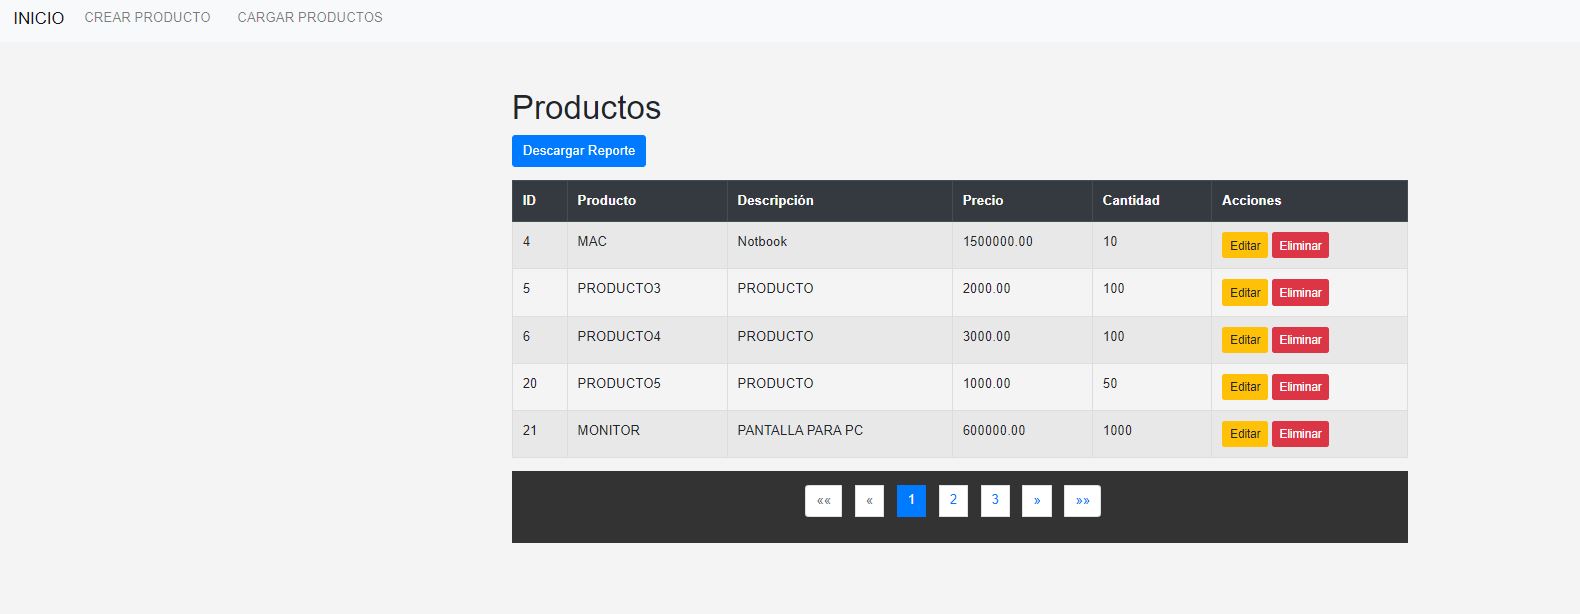 INICIO CREAR PRODUCTO CARGAR PRODUCTOS
Productos
Descargar Reporte
ID Producto Descripción Precio Cantidad Acciones
4 MAC Notbook 1500000.00 10 Editar Eliminar
5 PRODUCTO3 PRODUCTO 2000.00 100 Editar Eliminar
6 PRODUCTO4 PRODUCTO 3000.00 100 Editar Eliminar
20 PRODUCTO5 PRODUCTO 1000.00 50 Editar Eliminar
21 MONITOR PANTALLA PARA PC 600000.00 1000 Editar Eliminar
«« « 1 2 3 » »»